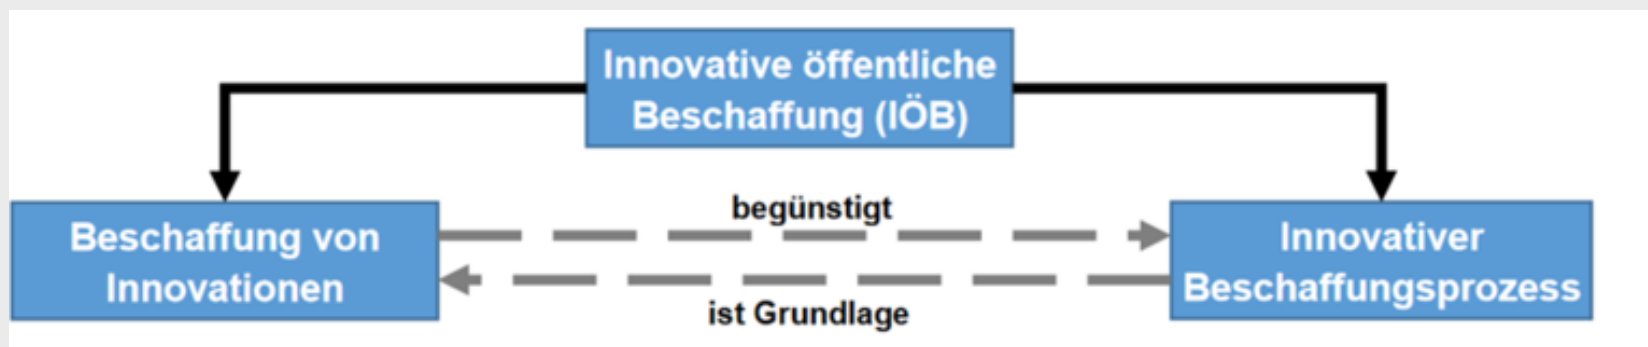 Innovative öffentliche
Beschaffung (IÖB)
begünstigt
Beschaffung von
Innovationen
Innovativer
Beschaffungsprozess
ist Grundlage